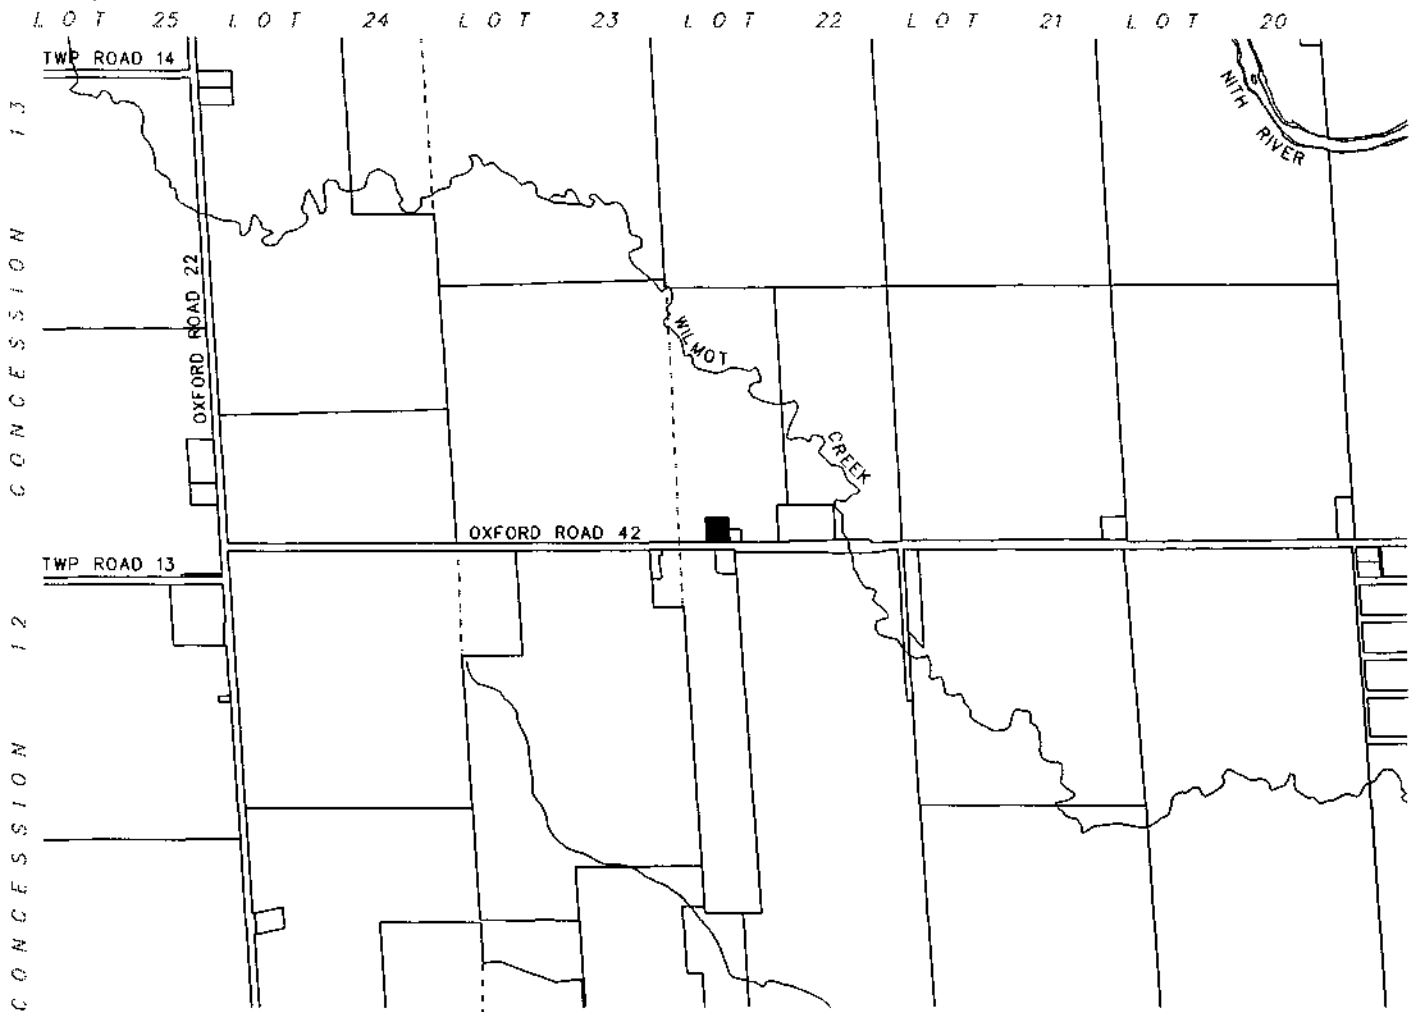 LOT 25 LOT 24 LOT 23 LOT 22 LOT 21 LOT 20
TWP ROAD 14
NITH RIVER
CONCESSION 13
OXFORD ROAD 22
WILMOT CREEK
OXFORD ROAD 42
TWP ROAD 13
CONCESSION 12